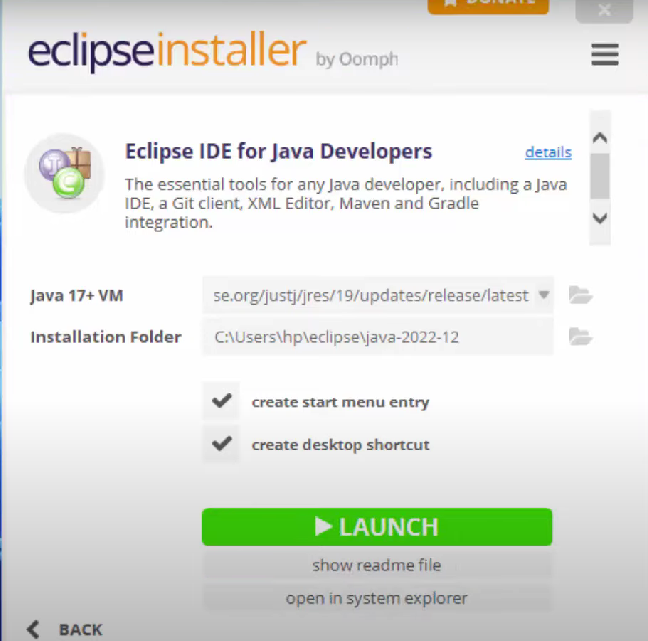 DONATE
eclipseinstaller by Oomph
Eclipse IDE for Java Developers
details
The essential tools for any Java developer, including a Java
IDE, a Git client, XML Editor, Maven and Gradle
integration.
Java 17+ VM
se.org/justj/jres/19/updates/release/latest
Installation Folder
C:\Users\hp\eclipse\java-2022-12
create start menu entry
create desktop shortcut
LAUNCH
show readme file
open in system explorer
BACK